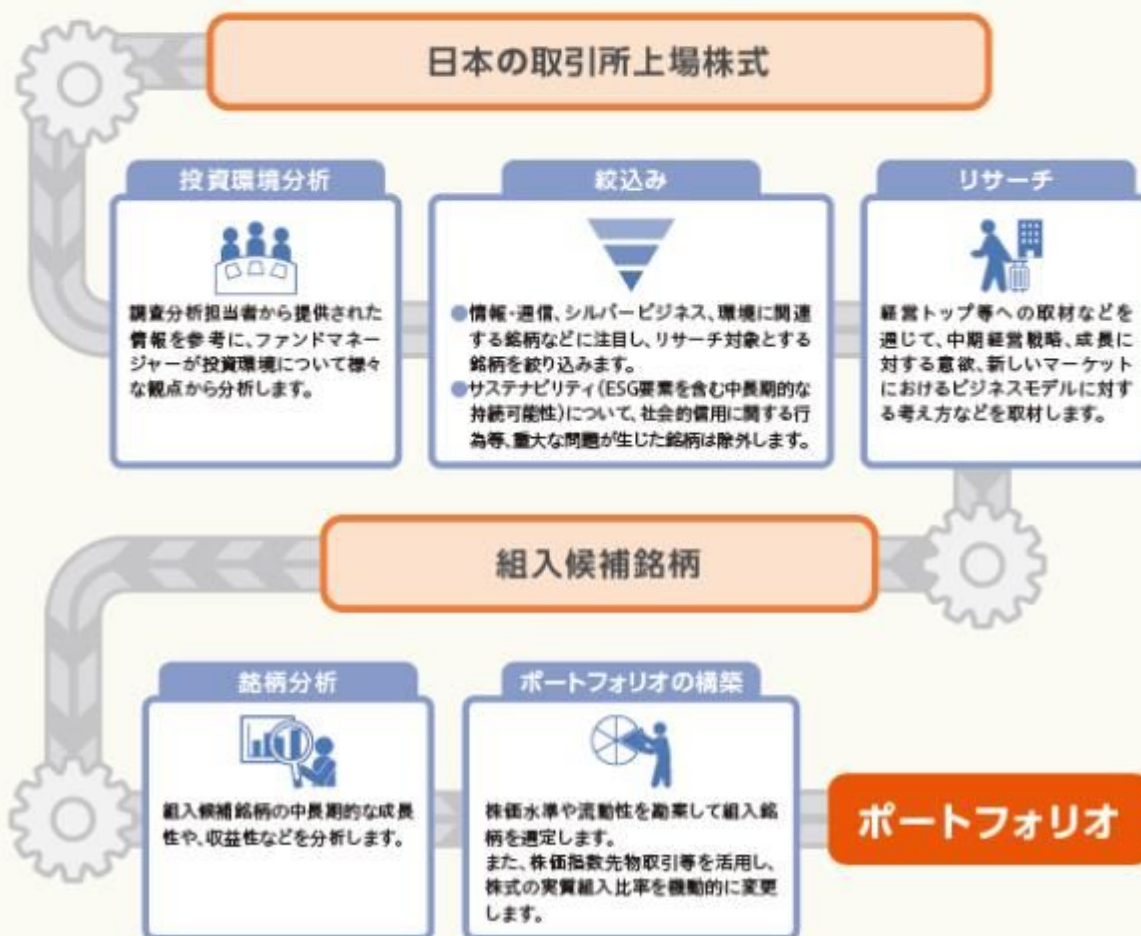 日本の取引所上場株式
投資環境分析
調査分析担当者から提供された
情報を参考に、ファンドマネー
ジャーが投資環境について様々
な観点から分析します。
絞込み
●情報・通信、シルバービジネス、環境に関連
する銘柄などに注目し、リサーチ対象とする
銘柄を絞り込みます。
●サステナビリティ(ESG要素を含む中長期的な
持続可能性)について、社会的信用に関する行
為等、重大な問題が生じた銘柄は除外します。
リサーチ
経営トップ等への取材などを
通じて、中期経営戦略、成長に
対する意欲、新しいマーケット
におけるビジネスモデルに対す
る考え方などを取材します。
組入候補銘柄
銘柄分析
組入候補銘柄の中長期的な成長
性や、収益性などを分析します。
ポートフォリオの構築
株価水準や流動性を勘案して組入銘
柄を選定します。
また、株価指数先物取引等を活用し、
株式の実質組入比率を機動的に変更
します。
ポートフォリオ